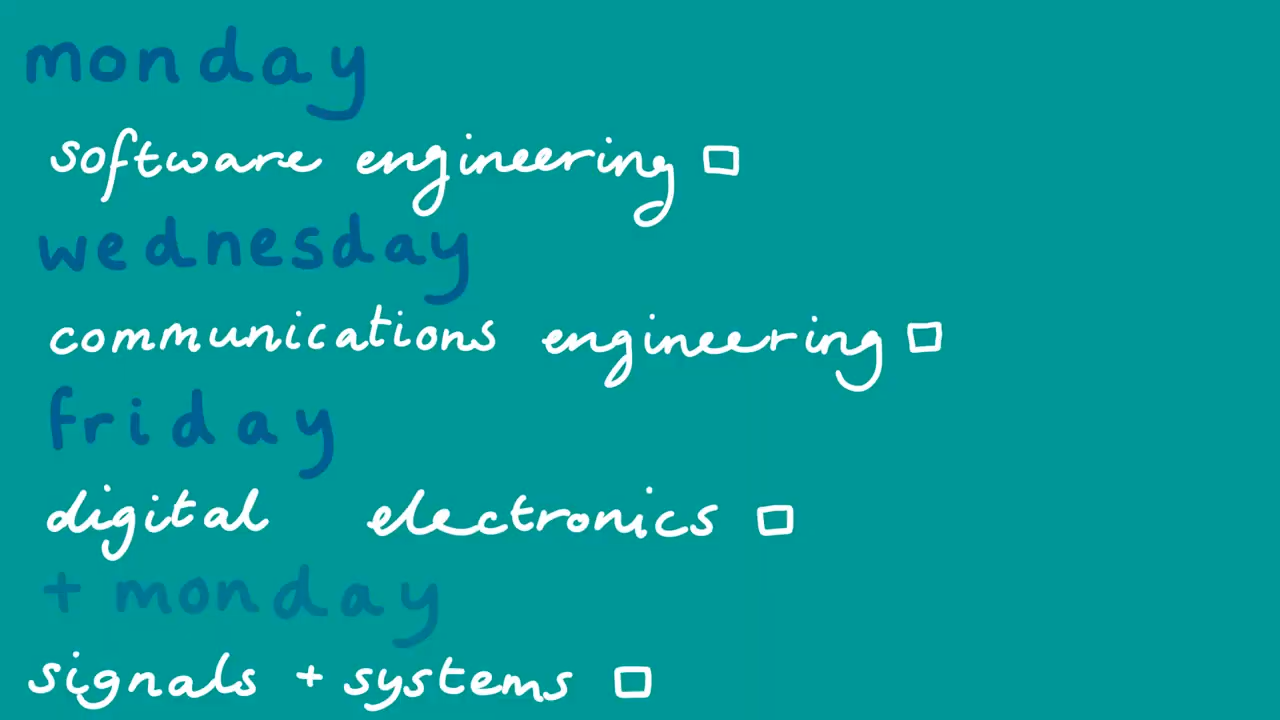 monday
software engineering
wednesday
communications engineering
friday
digital electronics
+ monday
signals + systems